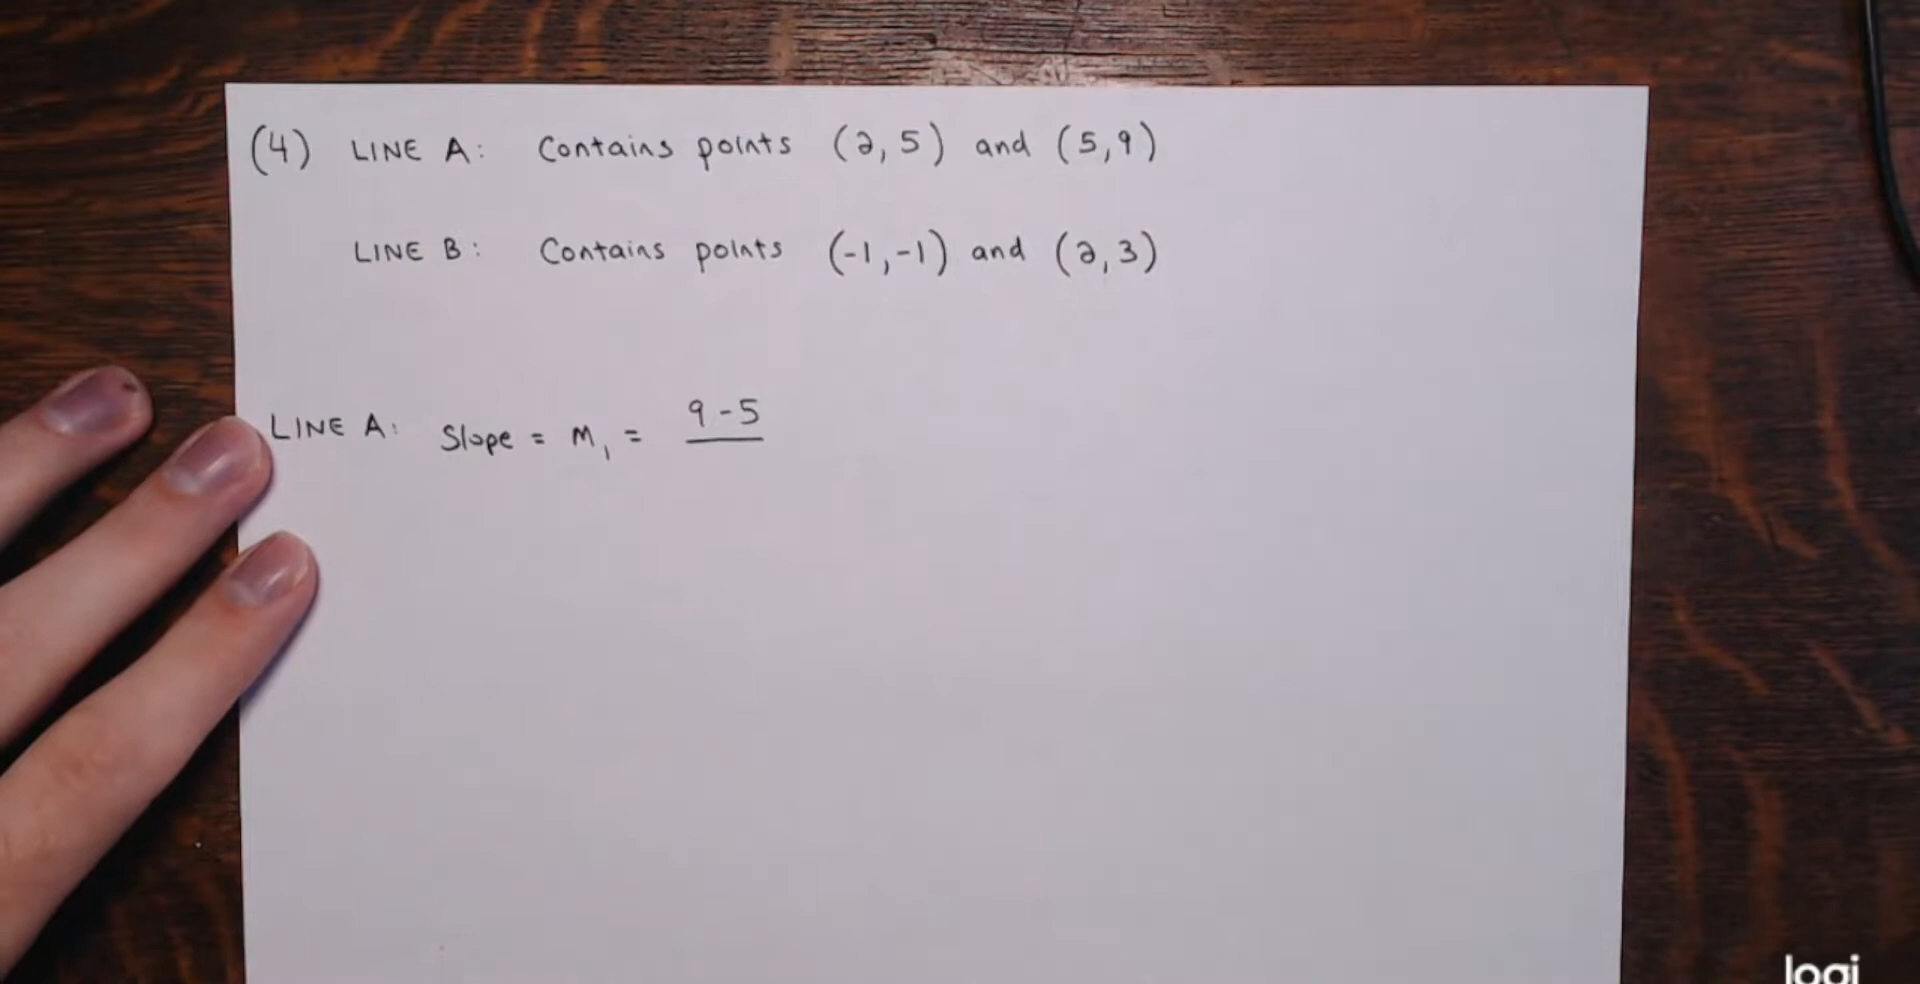 (4) LINE A: Contains points (2,5) and (5,9)
LINE B: Contains points (-1,-1) and (2,3)
LINE A: Slope = M₁ = 9-5
logi